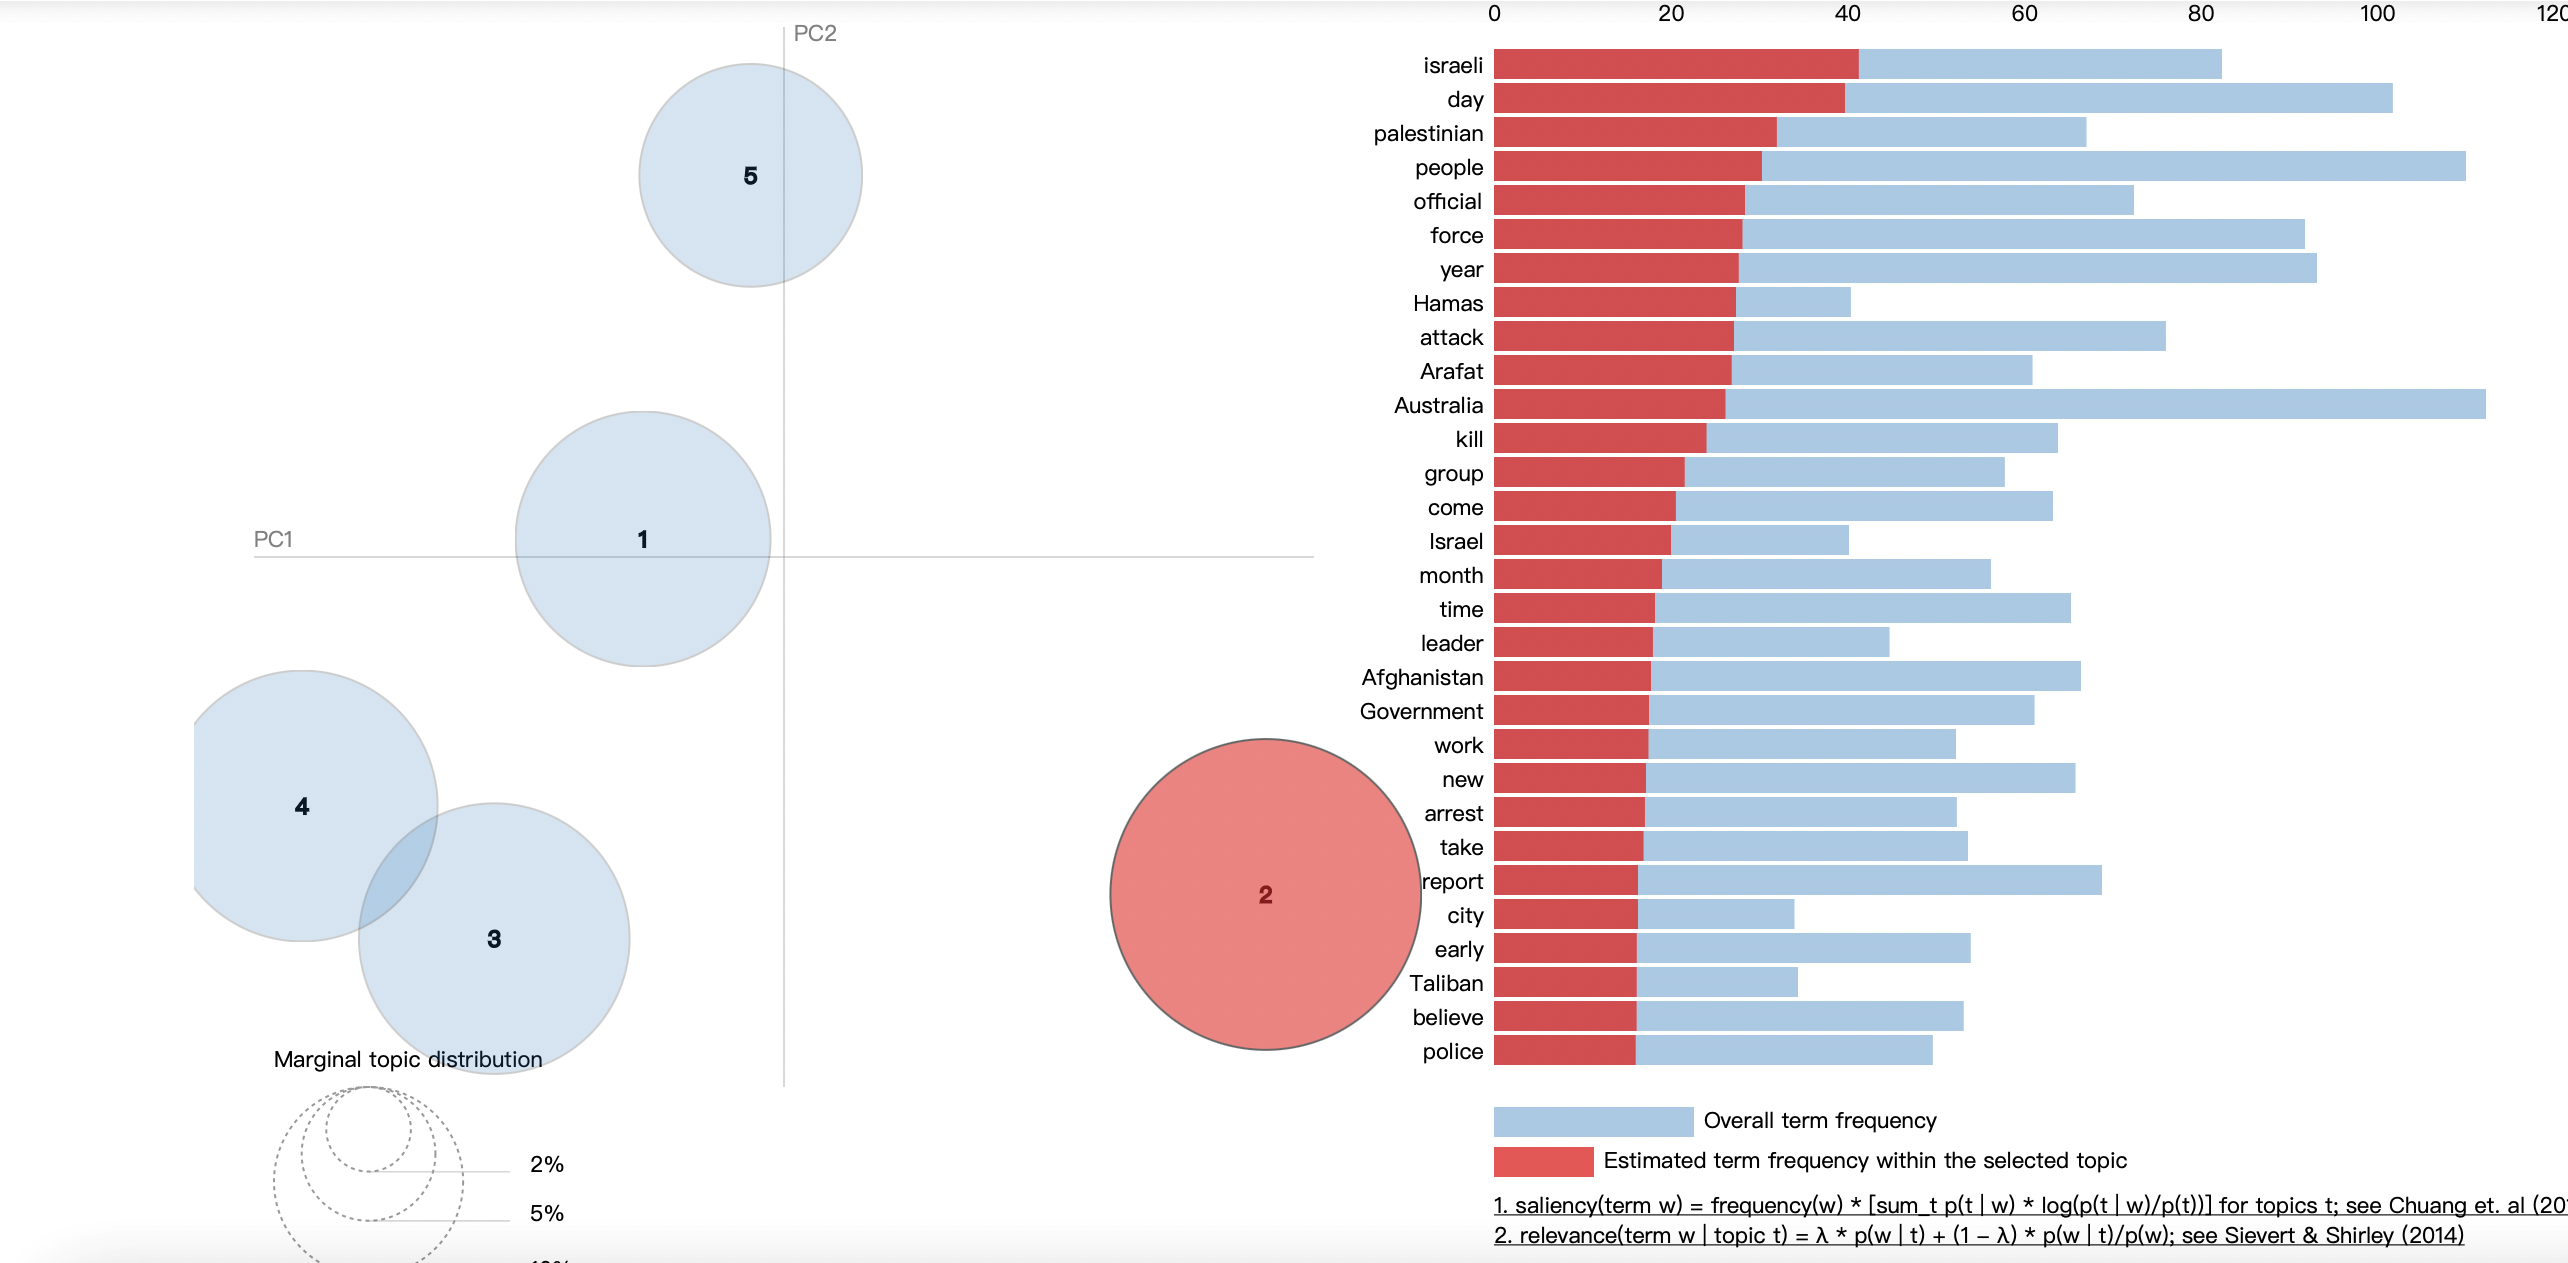 PC2
5
1
PC1
4
3
2
Marginal topic distribution
2%
5%
0
20
40
60
80
100
120
israeli
day
palestinian
people
official
force
year
Hamas
attack
Arafat
Australia
kill
group
come
Israel
month
time
leader
Afghanistan
Government
work
new
arrest
take
report
city
early
Taliban
believe
police
Overall term frequency
Estimated term frequency within the selected topic
1. saliency(term w) = frequency(w) * [sum_t p(t | w) * log(p(t | w)/p(t))] for topics t; see Chuang et. al (20
2. relevance(term w | topic t) = λ * p(w | t) + (1 − λ) * p(w | t)/p(w); see Sievert & Shirley (2014)